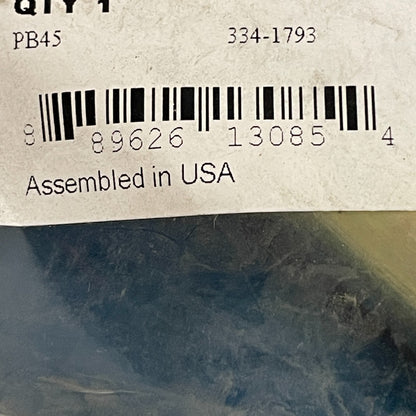 QTY 1
PB45 334-1793
8 89626 13085 4
Assembled in USA